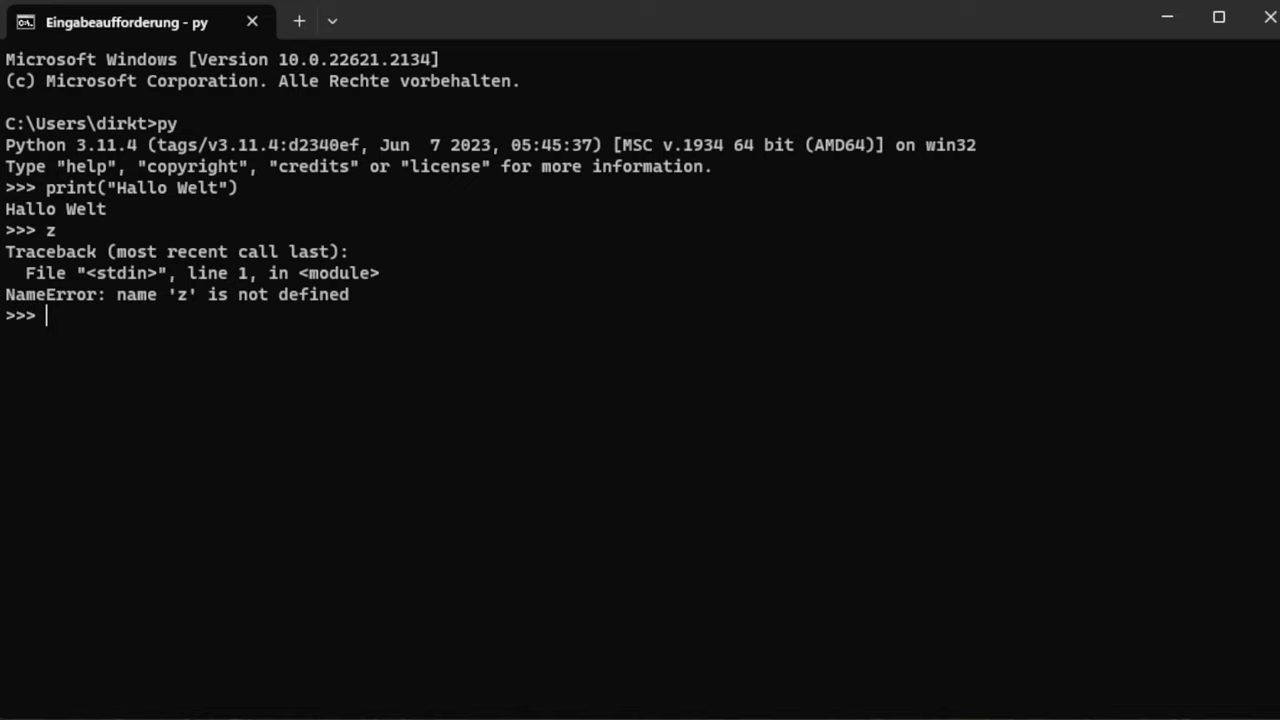 Eingabeaufforderung - py
Microsoft Windows [Version 10.0.22621.2134]
(c) Microsoft Corporation. Alle Rechte vorbehalten.
C:\Users\dirkt>py
Python 3.11.4 (tags/v3.11.4:d2340ef, Jun  7 2023, 05:45:37) [MSC v.1934 64 bit (AMD64)] on win32
Type "help", "copyright", "credits" or "license" for more information.
>>> print("Hallo Welt")
Hallo Welt
>>> z
Traceback (most recent call last):
  File "<stdin>", line 1, in <module>
NameError: name 'z' is not defined
>>>